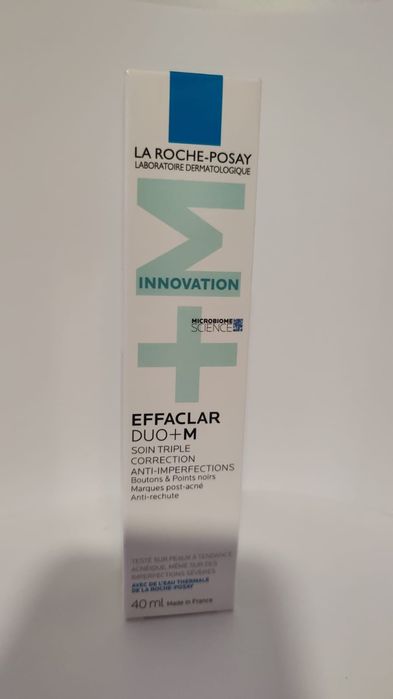 LA ROCHE-POSAY
LABORATOIRE DERMATOLOGIQUE
+M
INNOVATION
MICROBIOME
SCIENCE
EFFACLAR
DUO+M
SOIN TRIPLE
CORRECTION
ANTI-IMPERFECTIONS
Boutons & Points noirs
Marques post-acné
Anti-rechute
TESTÉ SUR PEAUX À TENDANCE
ACNÉIQUE, MÊME SUR DES
IMPERFECTIONS SÉVÈRES
AVEC DE L'EAU THERMALE
DE LA ROCHE-POSAY
40 ml Made in France